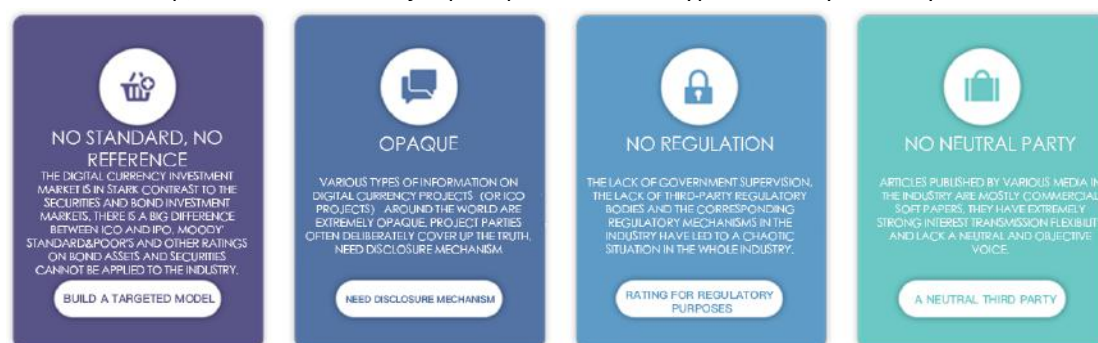 NO STANDARD, NO
REFERENCE
THE DIGITAL CURRENCY INVESTMENT
MARKET IS IN STARK CONTRAST TO THE
SECURITIES AND BOND INVESTMENT
MARKETS, THERE IS A BIG DIFFERENCE
BETWEEN ICO AND IPO, MOODY
STANDARD&POOR'S AND OTHER RATINGS
ON BOND ASSETS AND SECURITIES
CANNOT BE APPLIED TO THE INDUSTRY.
BUILD A TARGETED MODEL
OPAQUE
VARIOUS TYPES OF INFORMATION ON
DIGITAL CURRENCY PROJECTS (OR ICO
PROJECTS) AROUND THE WORLD ARE
EXTREMELY OPAQUE, PROJECT PARTIES
OFTEN DELIBERATELY COVER UP THE TRUTH,
NEED DISCLOSURE MECHANISM
NEED DISCLOSURE MECHANISM
NO REGULATION
THE LACK OF GOVERNMENT SUPERVISION,
THE LACK OF THIRD-PARTY REGULATORY
BODIES AND THE CORRESPONDING
REGULATORY MECHANISMS IN THE
INDUSTRY HAVE LED TO A CHAOTIC
SITUATION IN THE WHOLE INDUSTRY.
RATING FOR REGULATORY
PURPOSES
NO NEUTRAL PARTY
ARTICLES PUBLISHED BY VARIOUS MEDIA IN
THE INDUSTRY ARE MOSTLY COMMERCIAL
SOFT PAPERS, THEY HAVE EXTREMELY
STRONG INTEREST TRANSMISSION FLEXIBILIT
AND LACK A NEUTRAL AND OBJECTIVE
VOICE.
A NEUTRAL THIRD PARTY